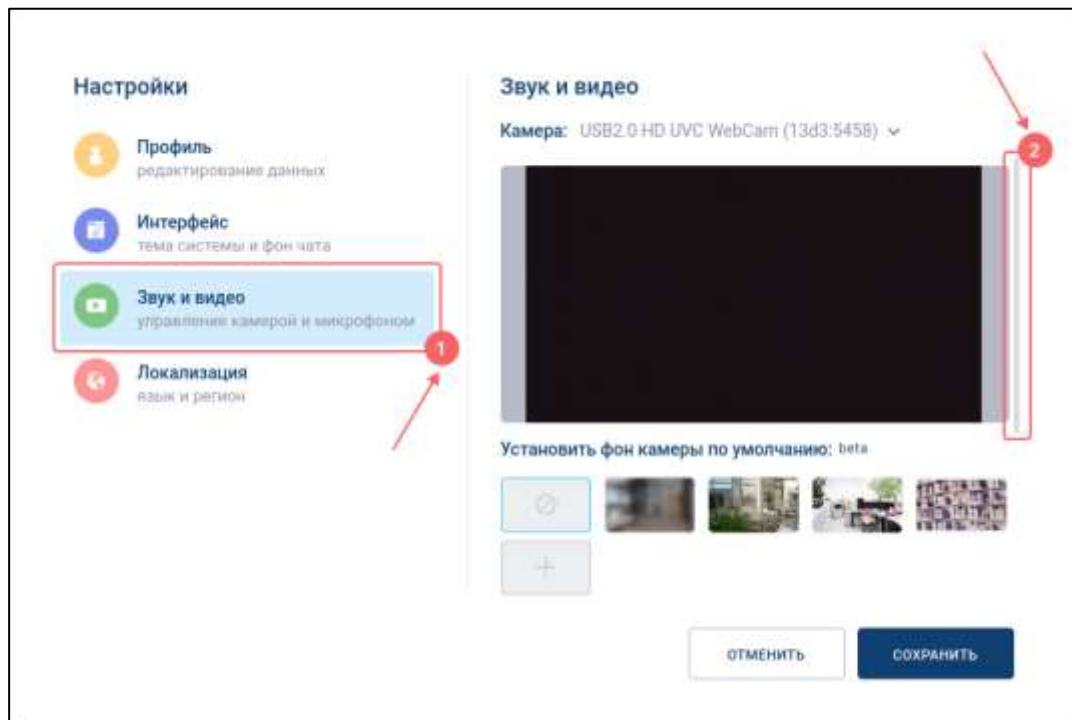 Настройки
Профиль
редактирование данных
Интерфейс
тема системы и фон чата
Звук и видео
управление камерой и микрофоном
1
Локализация
язык и регион
Звук и видео
Камера: USB2.0 HD UVC WebCam (13d3:5458)
2
Установить фон камеры по умолчанию: beta
ОТМЕНИТЬ
СОХРАНИТЬ